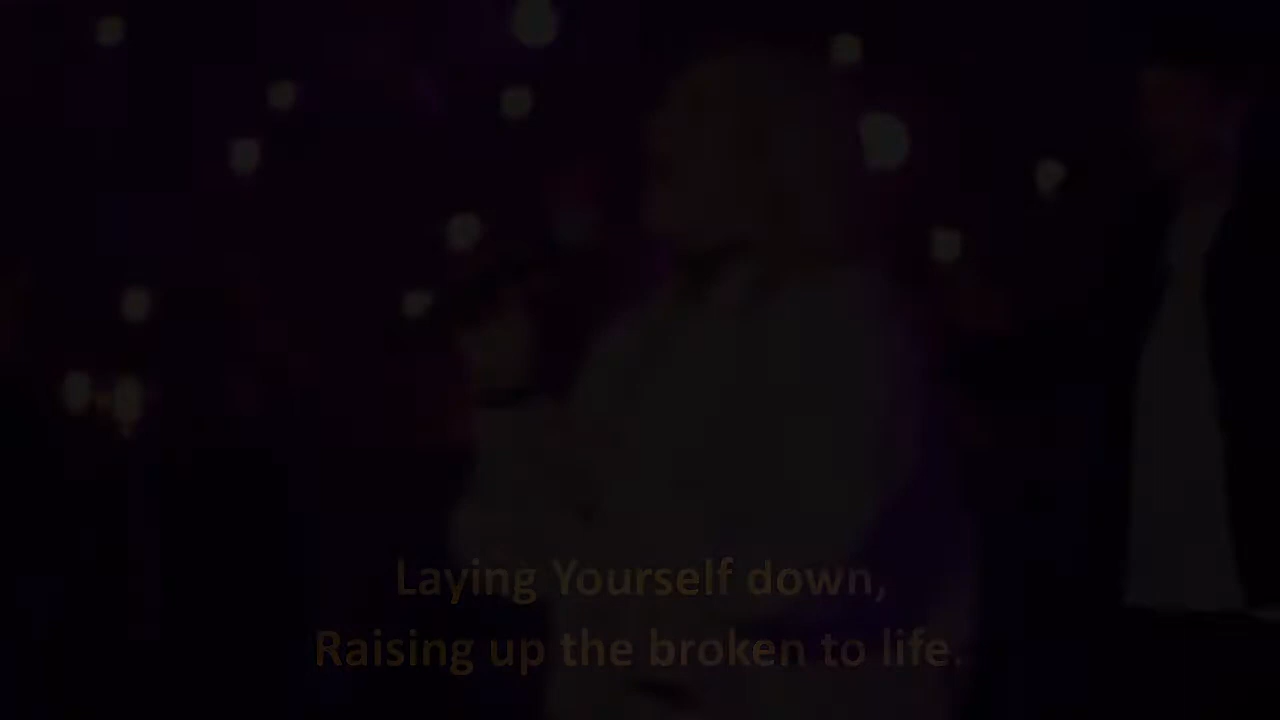 Laying Yourself down,
Raising up the broken to life.